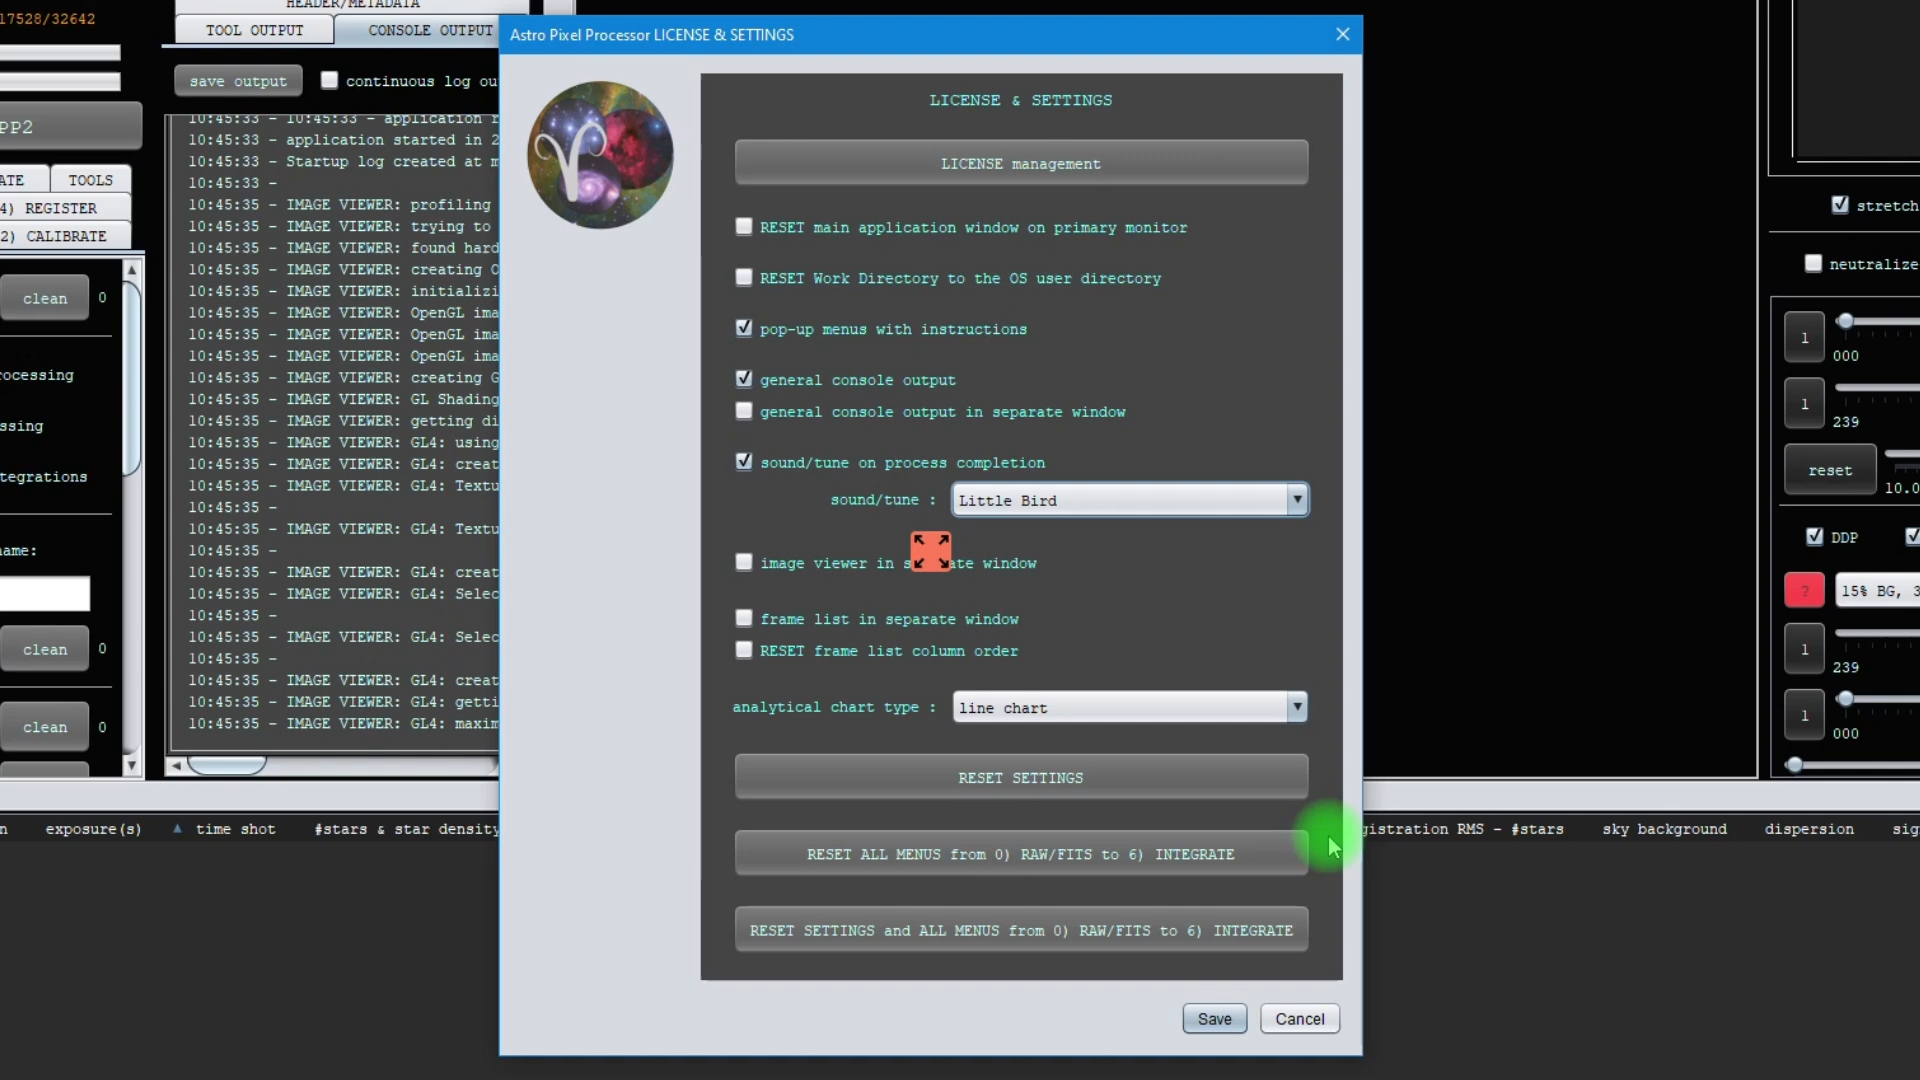 17528/32642
HEADER/METADATA
TOOL OUTPUT
CONSOLE OUTPUT
save output
continuous log ou
PP2
ATE
TOOLS
4) REGISTER
2) CALIBRATE
clean 0
ocessing
ssing
tegrations
ame:
clean 0
clean 0
10:45:33 - 10:45:33 - application r
10:45:33 - application started in 2
10:45:33 - Startup log created at m
10:45:33 -
10:45:35 - IMAGE VIEWER: profiling
10:45:35 - IMAGE VIEWER: trying to
10:45:35 - IMAGE VIEWER: found hard
10:45:35 - IMAGE VIEWER: creating O
10:45:35 - IMAGE VIEWER: initializi
10:45:35 - IMAGE VIEWER: OpenGL ima
10:45:35 - IMAGE VIEWER: OpenGL ima
10:45:35 - IMAGE VIEWER: OpenGL ima
10:45:35 - IMAGE VIEWER: creating G
10:45:35 - IMAGE VIEWER: GL Shading
10:45:35 - IMAGE VIEWER: getting di
10:45:35 - IMAGE VIEWER: GL4: using
10:45:35 - IMAGE VIEWER: GL4: creat
10:45:35 - IMAGE VIEWER: GL4: Textu
10:45:35 -
10:45:35 - IMAGE VIEWER: GL4: Textu
10:45:35 -
10:45:35 - IMAGE VIEWER: GL4: creat
10:45:35 - IMAGE VIEWER: GL4: Selec
10:45:35 -
10:45:35 - IMAGE VIEWER: GL4: Selec
10:45:35 -
10:45:35 - IMAGE VIEWER: GL4: creat
10:45:35 - IMAGE VIEWER: GL4: getti
10:45:35 - IMAGE VIEWER: GL4: maxim
Astro Pixel Processor LICENSE & SETTINGS
LICENSE & SETTINGS
LICENSE management
RESET main application window on primary monitor
RESET Work Directory to the OS user directory
pop-up menus with instructions
general console output
general console output in separate window
sound/tune on process completion
sound/tune : Little Bird
image viewer in s ate window
frame list in separate window
RESET frame list column order
analytical chart type : line chart
RESET SETTINGS
RESET ALL MENUS from 0) RAW/FITS to 6) INTEGRATE
RESET SETTINGS and ALL MENUS from 0) RAW/FITS to 6) INTEGRATE
Save Cancel
stretch
neutralize
1
000
1
239
reset
10.0
DDP
? 15% BG, 3
1
239
1
000
n exposure(s) time shot #stars & star density gistration RMS - #stars sky background dispersion sig